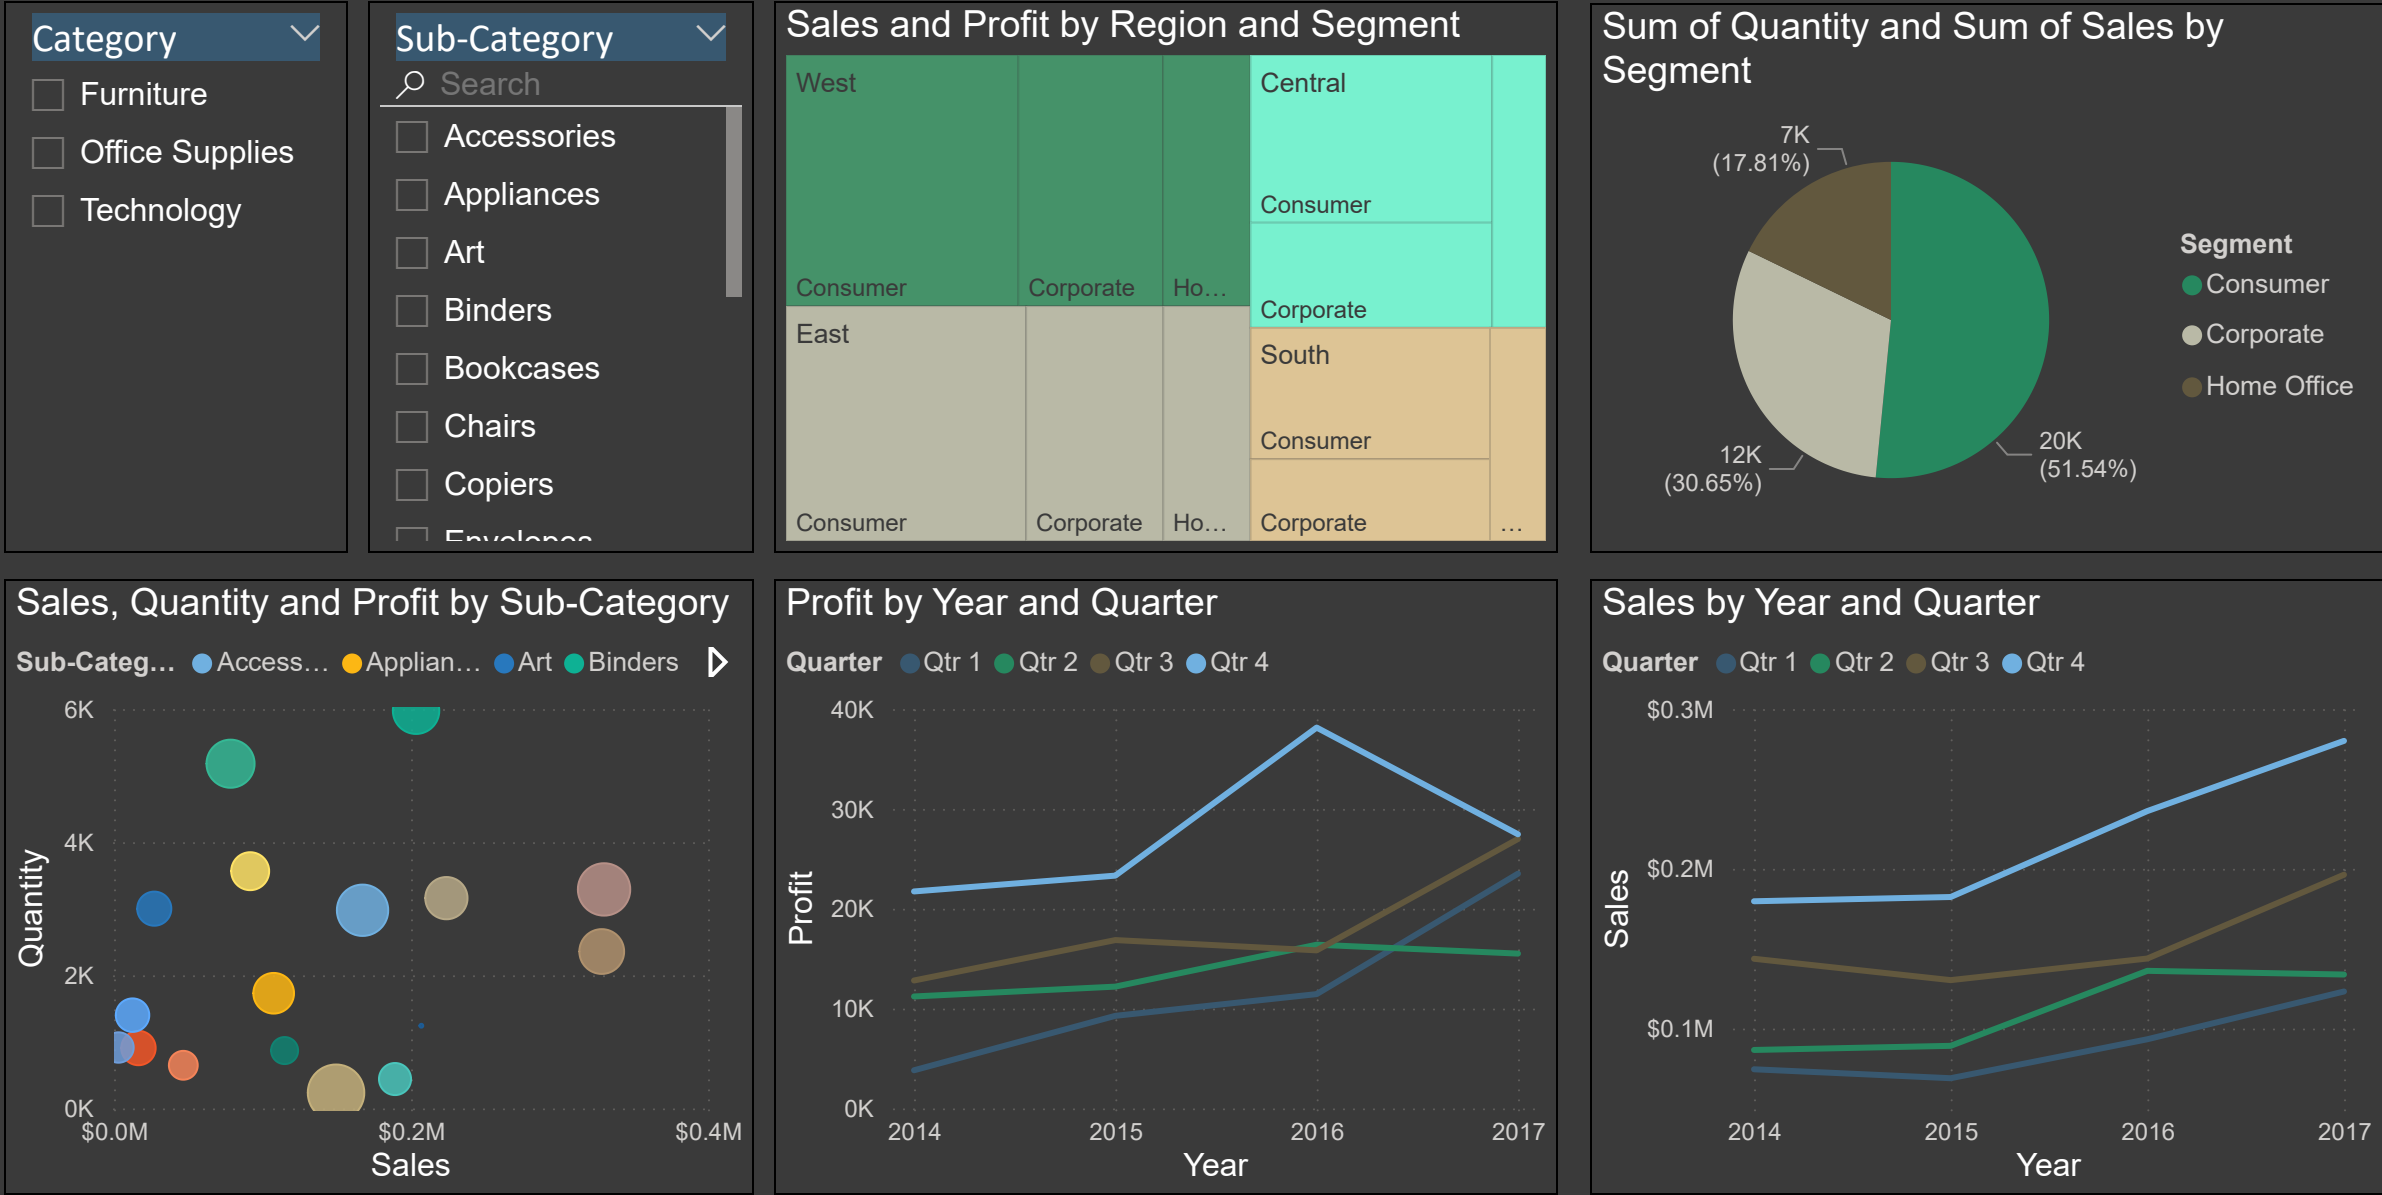 Category
Furniture
Office Supplies
Technology
Sub-Category
Search
Accessories
Appliances
Art
Binders
Bookcases
Chairs
Copiers
Envelopes
Sales and Profit by Region and Segment
West
Consumer
Corporate
Ho...
Central
Consumer
Corporate
East
Consumer
Corporate
Ho...
South
Consumer
Corporate
...
Sum of Quantity and Sum of Sales by
Segment
7K
(17.81%)
12K
(30.65%)
20K
(51.54%)
Segment
Consumer
Corporate
Home Office
Sales, Quantity and Profit by Sub-Category
Sub-Categ... Access... Applian... Art Binders
6K
4K
2K
0K
Quantity
$0.0M $0.2M $0.4M
Sales
Profit by Year and Quarter
Quarter Qtr 1 Qtr 2 Qtr 3 Qtr 4
40K
30K
20K
10K
0K
Profit
2014 2015 2016 2017
Year
Sales by Year and Quarter
Quarter Qtr 1 Qtr 2 Qtr 3 Qtr 4
$0.3M
$0.2M
$0.1M
Sales
2014 2015 2016 2017
Year